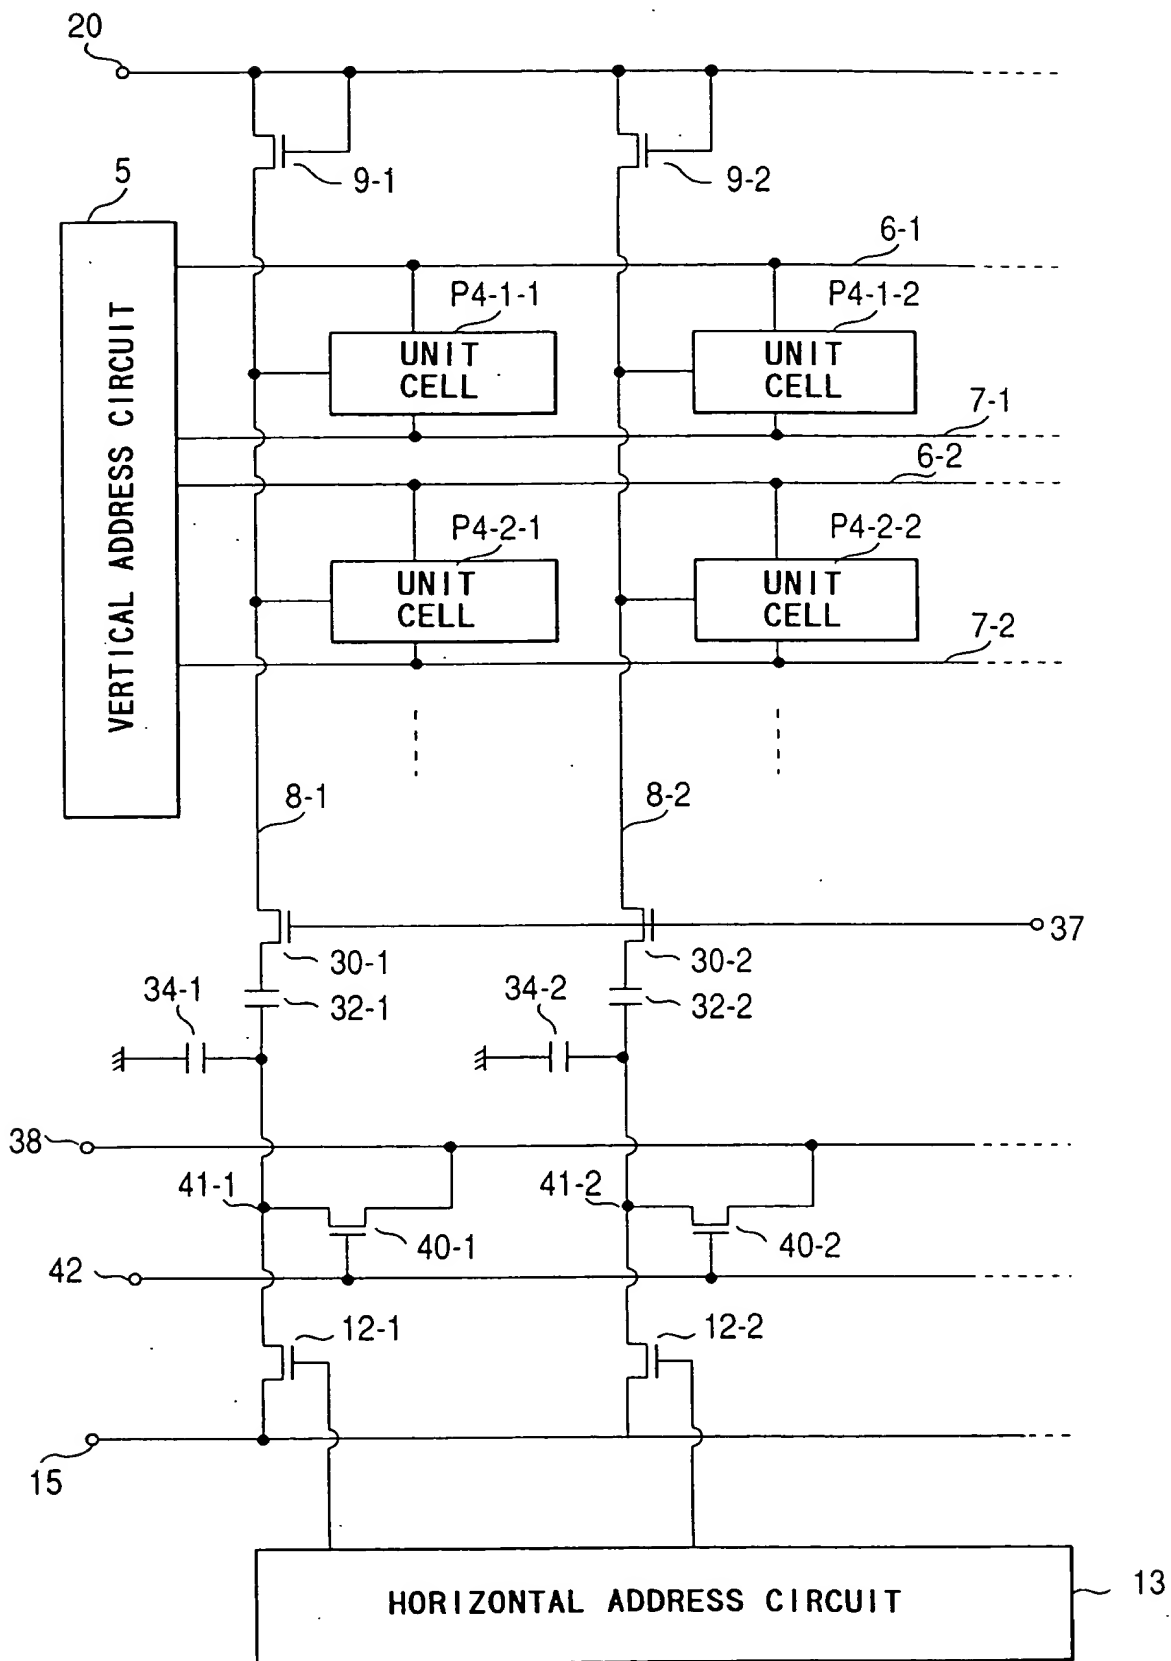 20
9-1
9-2
5
6-1
P4-1-1
P4-1-2
UNIT
CELL
UNIT
CELL
7-1
6-2
P4-2-1
P4-2-2
UNIT
CELL
UNIT
CELL
7-2
VERTICAL ADDRESS CIRCUIT
8-1
8-2
37
30-1
30-2
34-1
32-1
34-2
32-2
38
41-1
41-2
40-1
40-2
42
12-1
12-2
15
HORIZONTAL ADDRESS CIRCUIT
13